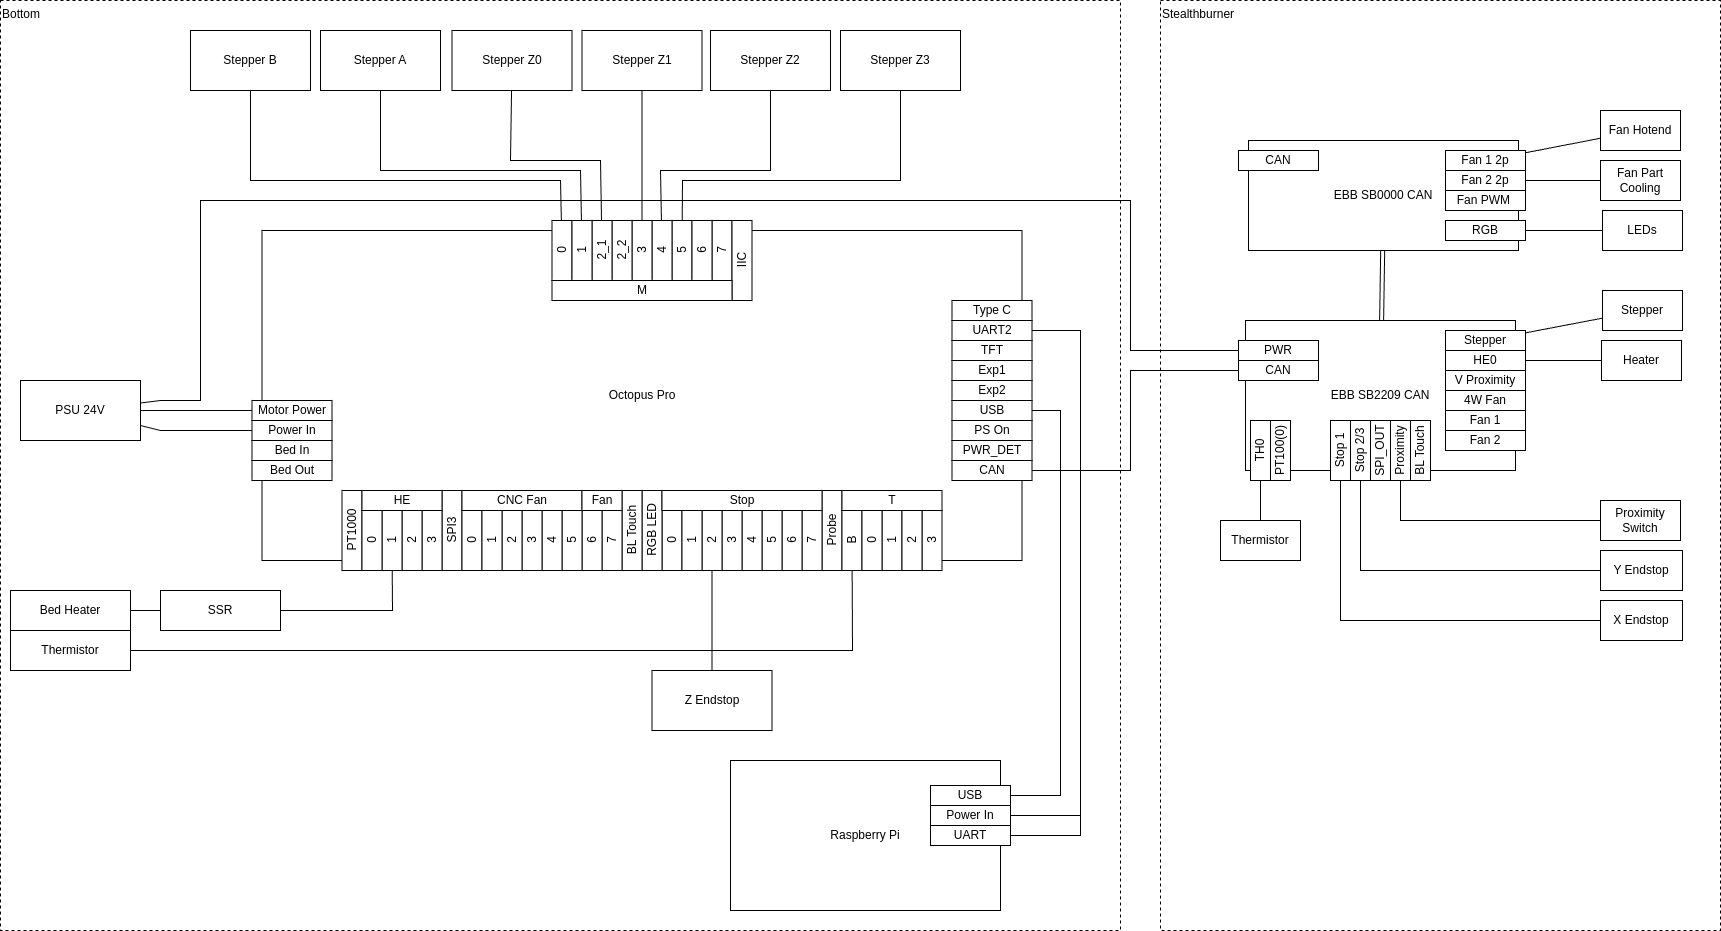 Bottom
Stealthburner
Stepper B
Stepper A
Stepper Z0
Stepper Z1
Stepper Z2
Stepper Z3
0
1
2_1
2_2
3
4
5
6
7
IIC
M
Octopus Pro
PSU 24V
Motor Power
Power In
Bed In
Bed Out
Type C
UART2
TFT
Exp1
Exp2
USB
PS On
PWR_DET
CAN
PT1000
HE
0
1
2
3
SPI3
CNC Fan
0
1
2
3
4
5
Fan
6
7
BL Touch
RGB LED
Stop
0
1
2
3
4
5
6
7
Probe
T
B
0
1
2
3
Bed Heater
SSR
Thermistor
Z Endstop
Raspberry Pi
USB
Power In
UART
CAN
EBB SB0000 CAN
Fan 1 2p
Fan 2 2p
Fan PWM
RGB
Fan Hotend
Fan Part
Cooling
LEDs
PWR
CAN
EBB SB2209 CAN
Stepper
HE0
V Proximity
4W Fan
Fan 1
Fan 2
Stepper
Heater
TH0
PT100(0)
Stop 1
Stop 2/3
SPI_OUT
Proximity
BL Touch
Thermistor
Proximity
Switch
Y Endstop
X Endstop